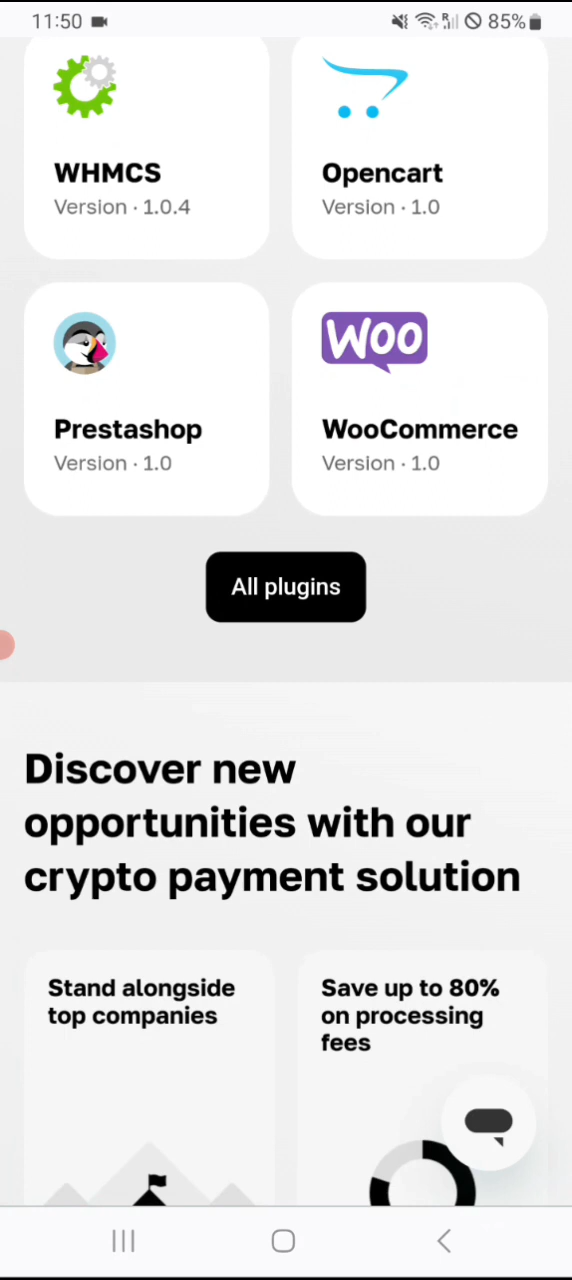 11:50
R
85%
WHMCS
Version · 1.0.4
Opencart
Version · 1.0
WOO
Prestashop
Version · 1.0
WooCommerce
Version · 1.0
All plugins
Discover new
opportunities with our
crypto payment solution
Stand alongside
top companies
Save up to 80%
on processing
fees